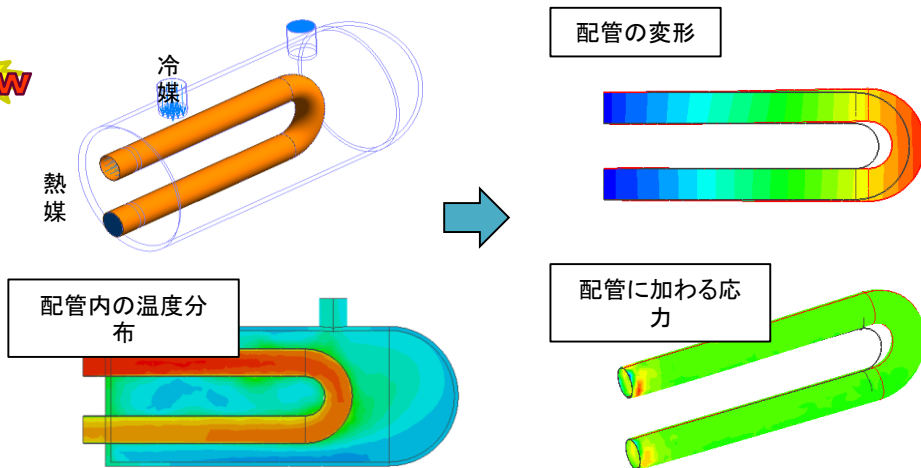 冷
媒
熱
媒
配管内の温度分
布
配管の変形
配管に加わる応
力